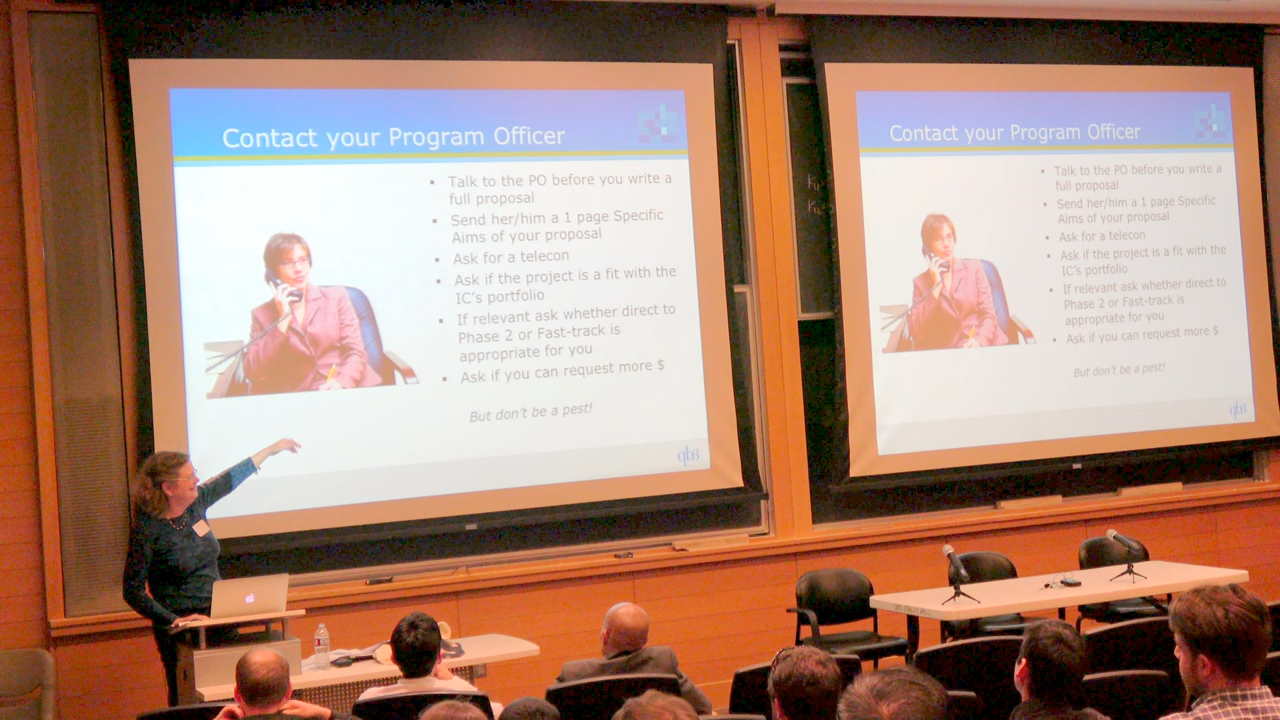 Contact your Program Officer
▪ Talk to the PO before you write a
full proposal
▪ Send her/him a 1 page Specific
Aims of your proposal
▪ Ask for a telecon
▪ Ask if the project is a fit with the
IC's portfolio
▪ If relevant ask whether direct to
Phase 2 or Fast-track is
appropriate for you
▪ Ask if you can request more $
But don't be a pest!
qb3
Contact your Program Officer
▪ Talk to the PO before you write a
full proposal
▪ Send her/him a 1 page Specific
Aims of your proposal
▪ Ask for a telecon
▪ Ask if the project is a fit with the
IC's portfolio
▪ If relevant ask whether direct to
Phase 2 or Fast-track is
appropriate for you
▪ Ask if you can request more $
But don't be a pest!
qb3